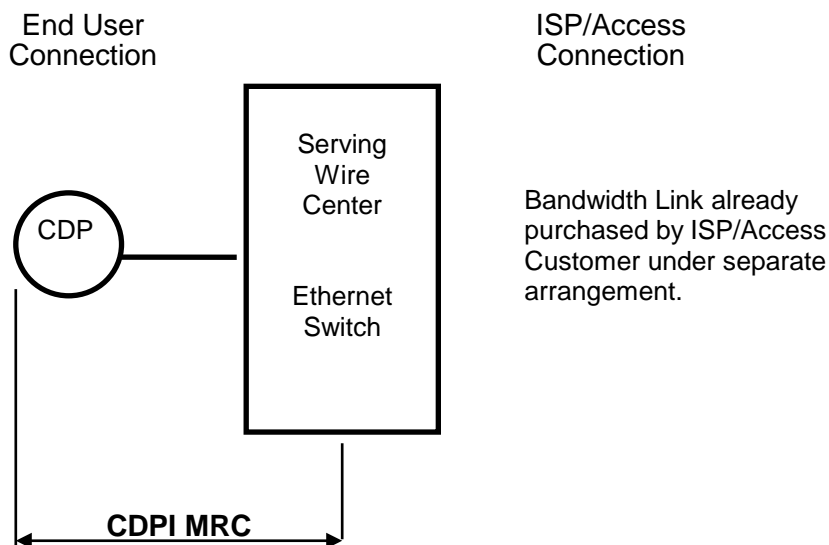 End User
Connection
ISP/Access
Connection
Serving
Wire
Center
CDP
Bandwidth Link already
purchased by ISP/Access
Customer under separate
arrangement.
Ethernet
Switch
CDPI MRC